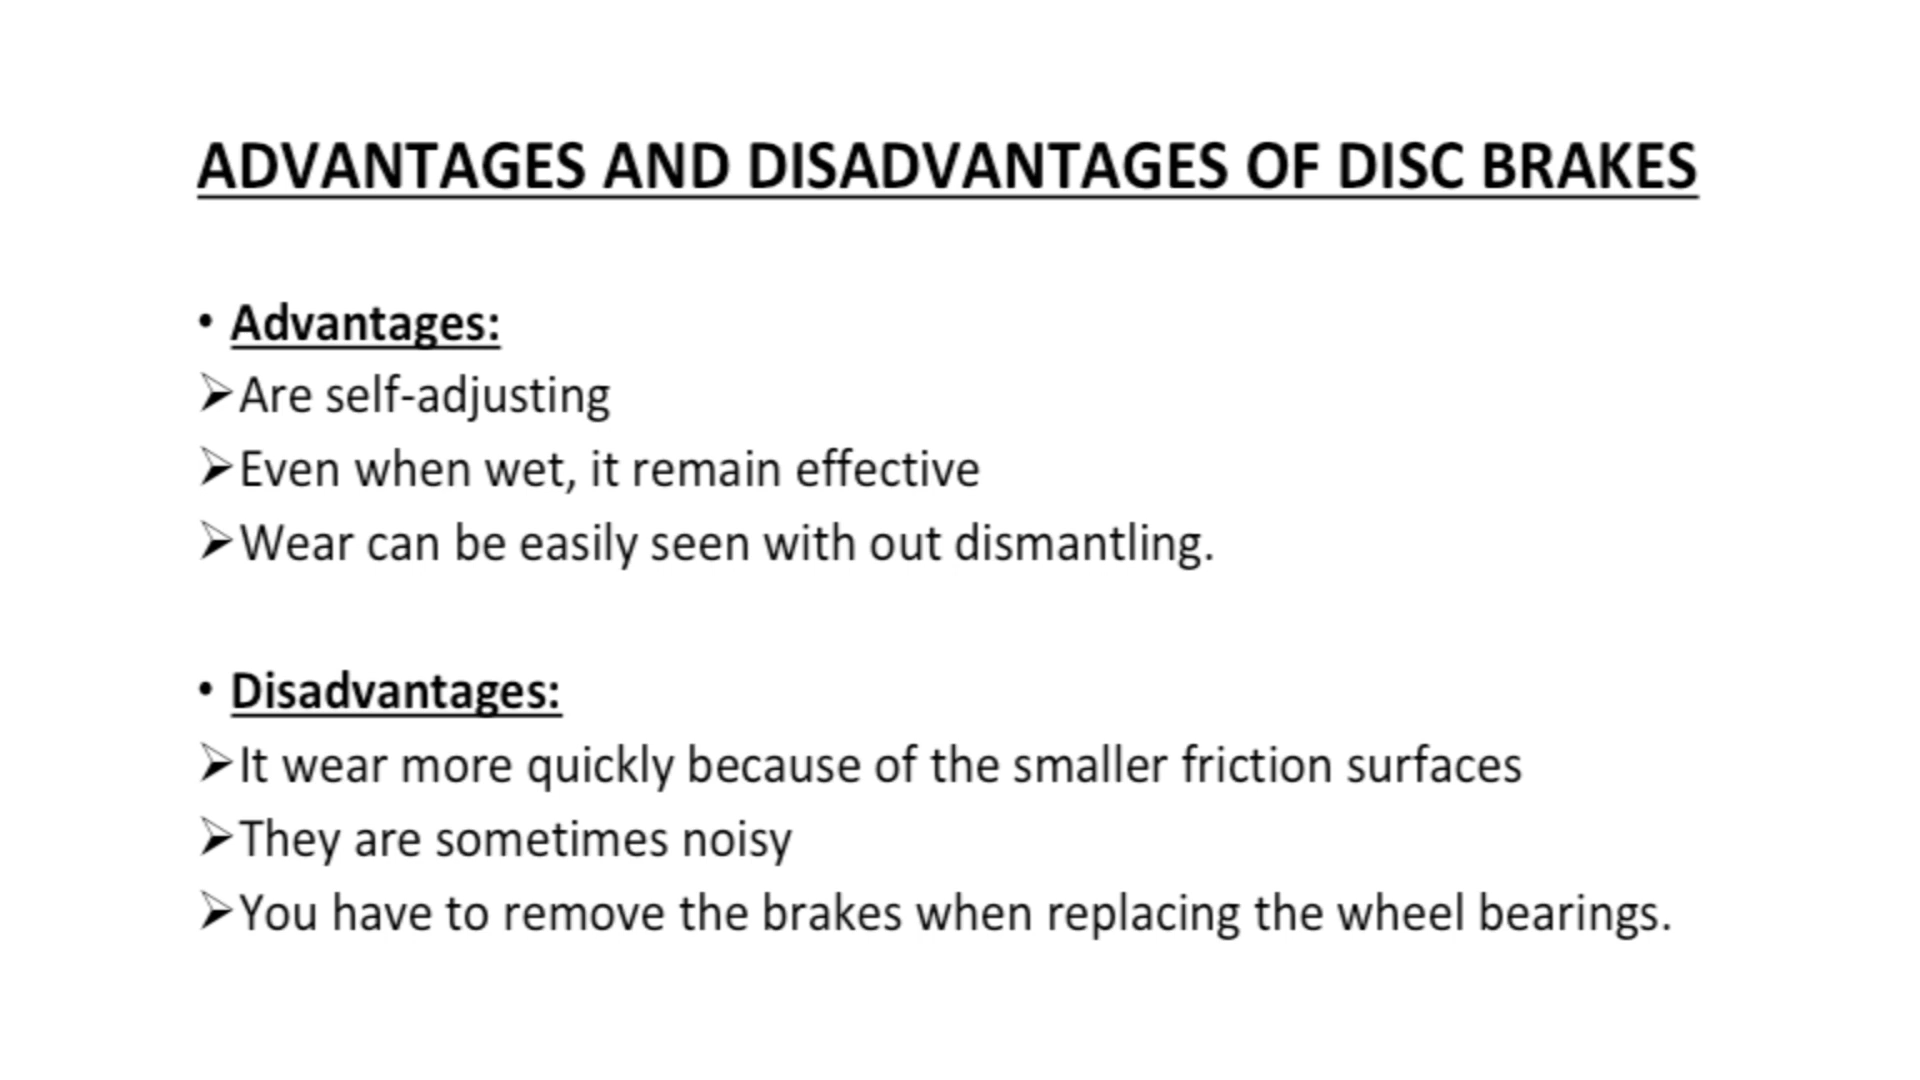 ADVANTAGES AND DISADVANTAGES OF DISC BRAKES
• Advantages:
➢Are self-adjusting
➢Even when wet, it remain effective
➢Wear can be easily seen with out dismantling.
• Disadvantages:
➢It wear more quickly because of the smaller friction surfaces
➢They are sometimes noisy
➢You have to remove the brakes when replacing the wheel bearings.